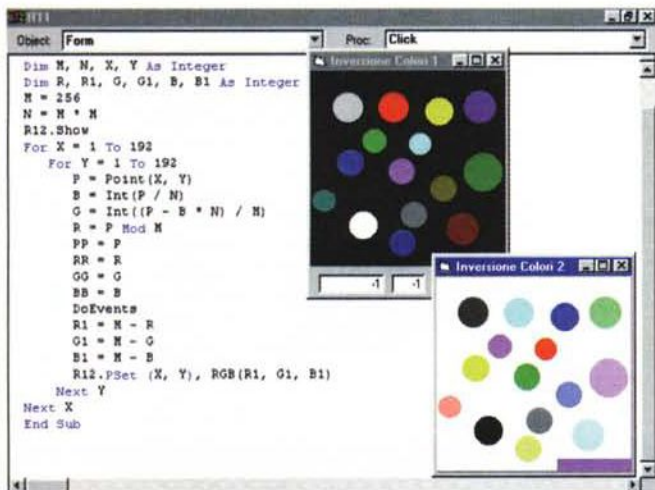 R11
Object: Form Proc: Click
Dim M, N, X, Y As Integer
Dim R, R1, G, G1, B, B1 As Integer
M = 256
N = M * M
R12.Show
For X = 1 To 192
For Y = 1 To 192
P = Point(X, Y)
B = Int(P / N)
G = Int((P - B * N) / M)
R = P Mod M
PP = P
RR = R
GG = G
BB = B
DoEvents
R1 = M - R
G1 = M - G
B1 = M - B
R12.PSet (X, Y), RGB(R1, G1, B1)
Next Y
Next X
End Sub
Inversione Colori 1
-1 -1
Inversione Colori 2